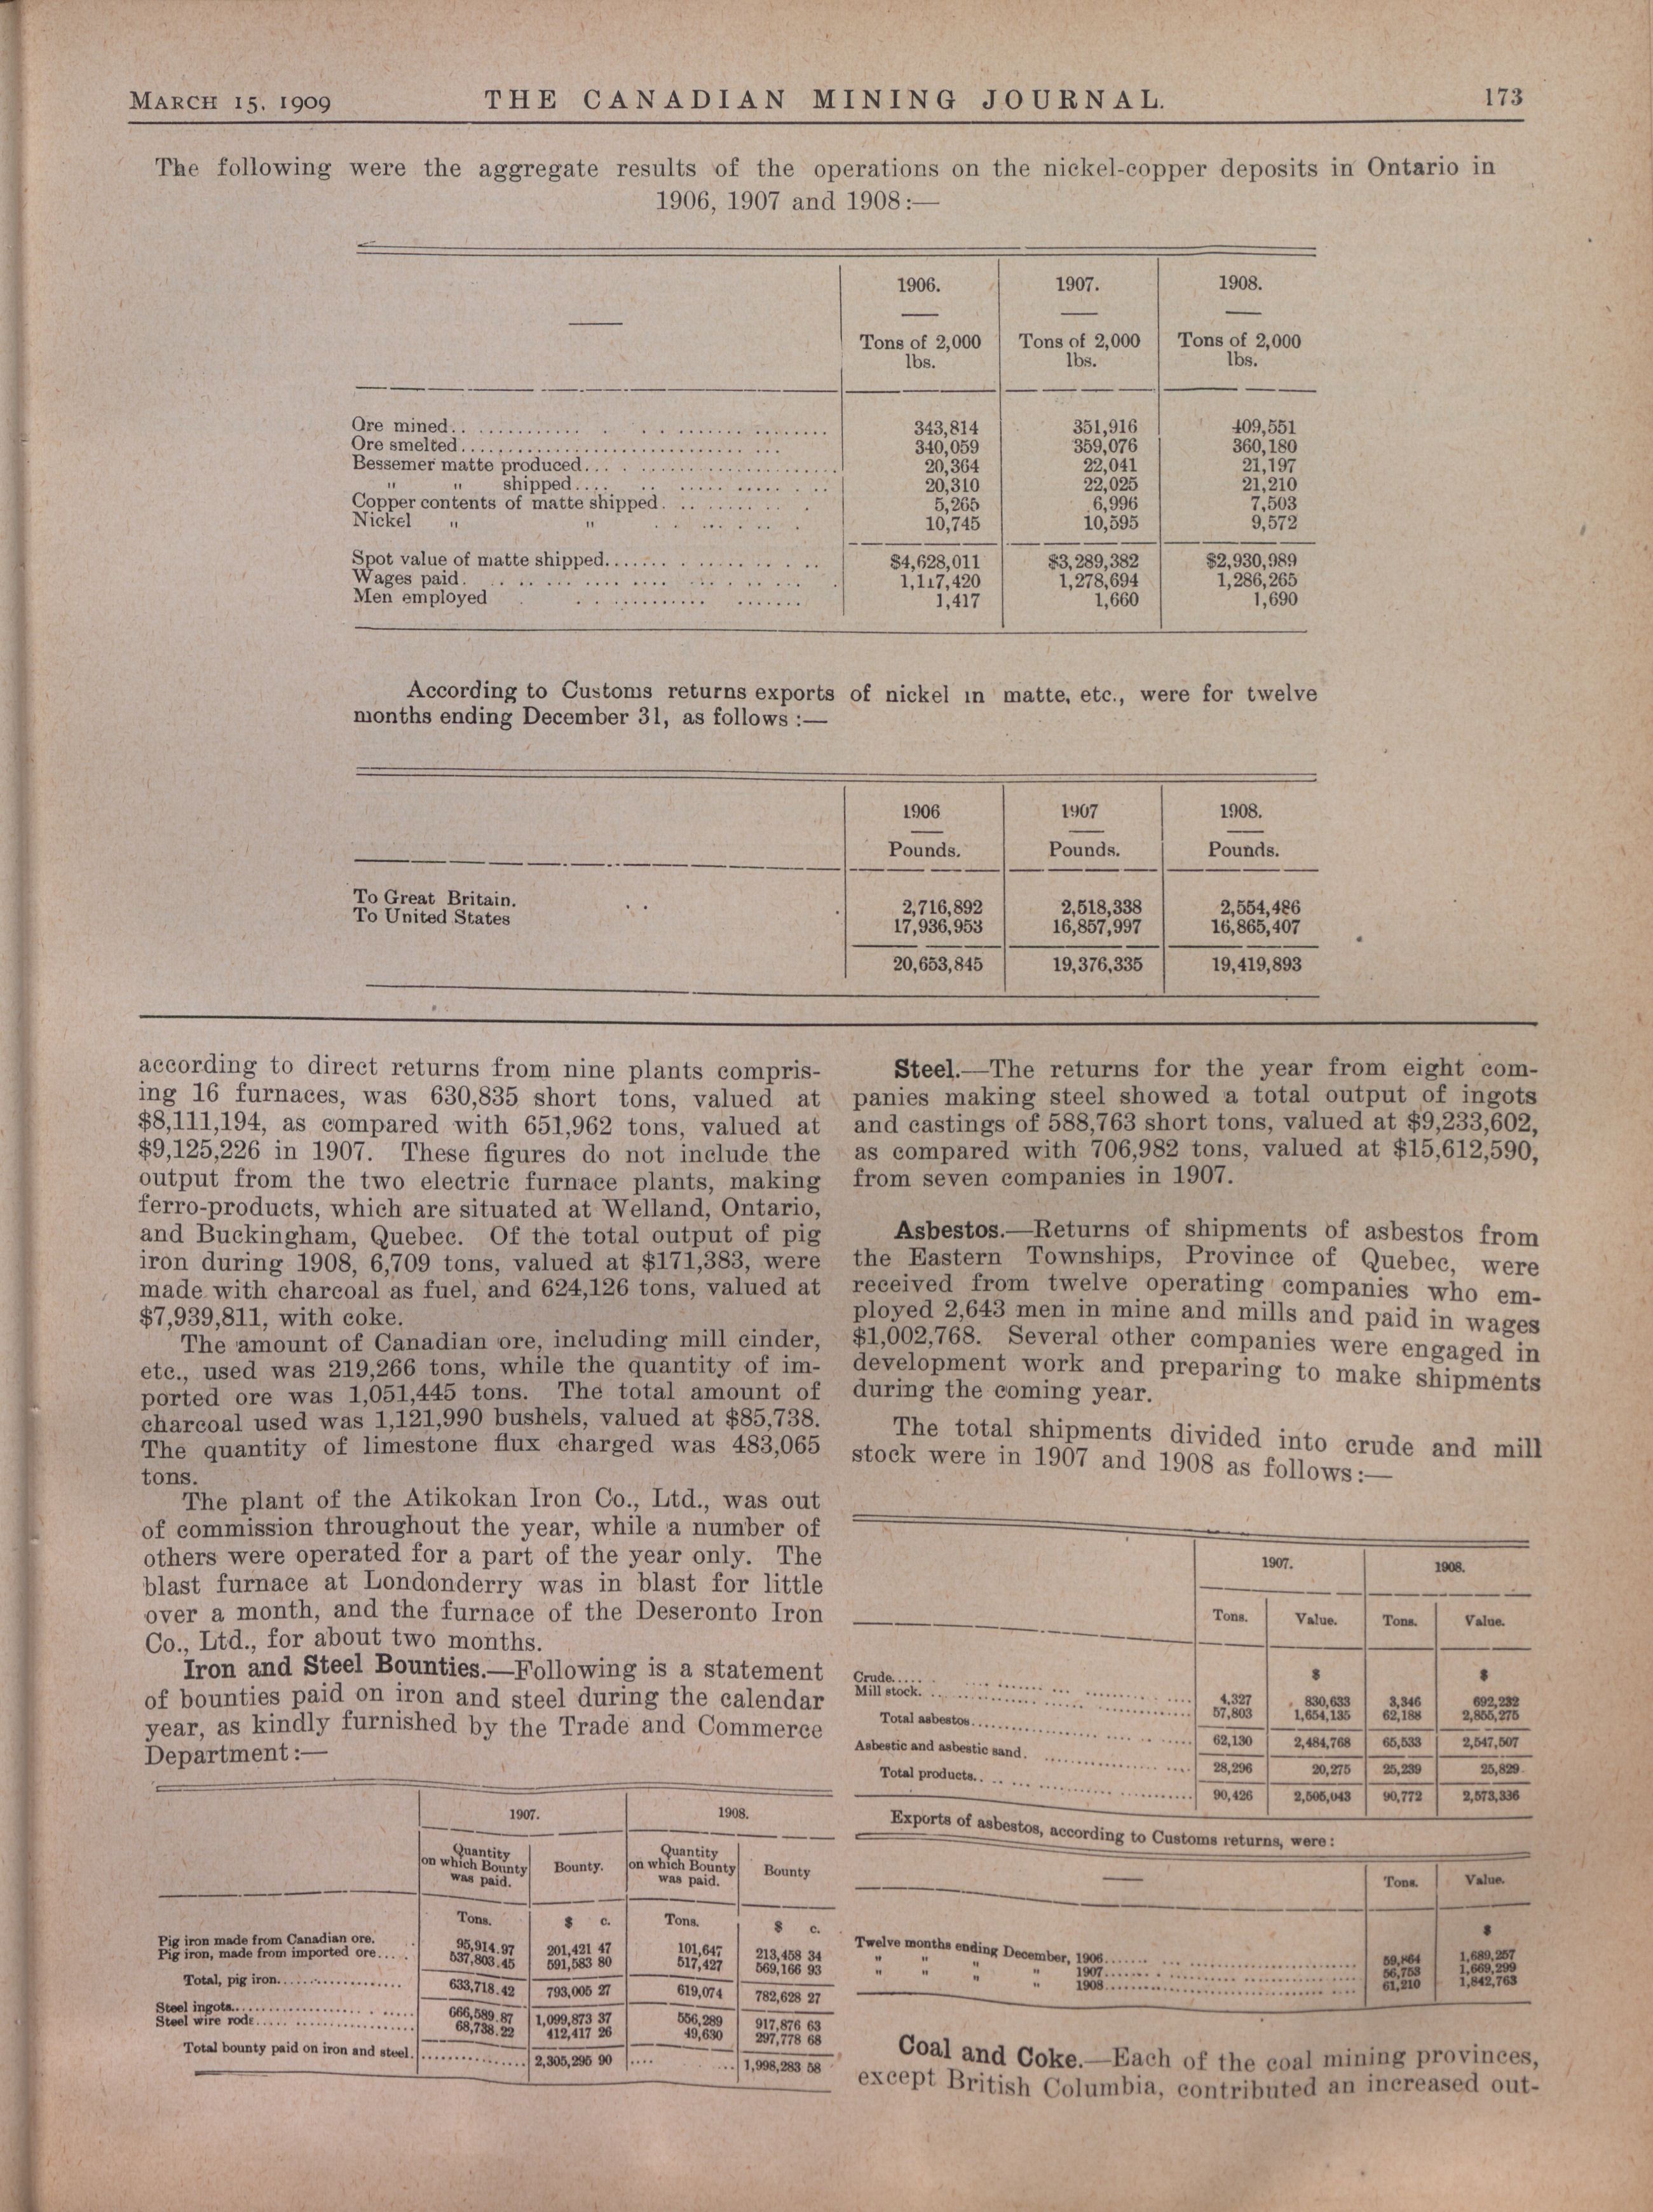 MARCH 15, 1909 THE CANADIAN MINING JOURNAL. 173
The following were the aggregate results of the operations on the nickel-copper deposits in Ontario in
1906, 1907 and 1908:—
1906. 1907. 1908.
Tons of 2,000 Tons of 2,000 Tons of 2,000
lbs. lbs. lbs.
Ore mined 343,814 351,916 409,551
Ore smelted 340,059 359,076 360,180
Bessemer matte produced 20,364 22,041 21,197
" " shipped 20,310 22,025 21,210
Copper contents of matte shipped 5,265 6,996 7,503
Nickel " " 10,745 10,595 9,572
Spot value of matte shipped $4,628,011 $3,289,382 $2,930,989
Wages paid 1,117,420 1,278,694 1,286,265
Men employed 1,417 1,660 1,690
According to Customs returns exports of nickel in matte, etc., were for twelve
months ending December 31, as follows :—
1906 1907 1908.
Pounds. Pounds. Pounds.
To Great Britain. 2,716,892 2,518,338 2,554,486
To United States 17,936,953 16,857,997 16,865,407
20,653,845 19,376,335 19,419,893
according to direct returns from nine plants compris-
ing 16 furnaces, was 630,835 short tons, valued at
$8,111,194, as compared with 651,962 tons, valued at
$9,125,226 in 1907. These figures do not include the
output from the two electric furnace plants, making
ferro-products, which are situated at Welland, Ontario,
and Buckingham, Quebec. Of the total output of pig
iron during 1908, 6,709 tons, valued at $171,383, were
made with charcoal as fuel, and 624,126 tons, valued at
$7,939,811, with coke.
The amount of Canadian ore, including mill cinder,
etc., used was 219,266 tons, while the quantity of im-
ported ore was 1,051,445 tons. The total amount of
charcoal used was 1,121,990 bushels, valued at $85,738.
The quantity of limestone flux charged was 483,065
tons.
The plant of the Atikokan Iron Co., Ltd., was out
of commission throughout the year, while a number of
others were operated for a part of the year only. The
blast furnace at Londonderry was in blast for little
over a month, and the furnace of the Deseronto Iron
Co., Ltd., for about two months.
Iron and Steel Bounties.—Following is a statement
of bounties paid on iron and steel during the calendar
year, as kindly furnished by the Trade and Commerce
Department:—
1907. 1908.
Quantity on which Bounty was paid. Bounty. Quantity on which Bounty was paid. Bounty
Tons. $ c. Tons. $ c.
Pig iron made from Canadian ore. 95,914.97 201,421 47 101,647 213,458 34
Pig iron, made from imported ore 537,803.45 591,583 80 517,427 569,166 93
Total, pig iron 633,718.42 793,005 27 619,074 782,628 27
Steel ingots 666,589.87 1,099,873 37 556,289 917,876 63
Steel wire rods 68,738.22 412,417 26 49,630 297,778 68
Total bounty paid on iron and steel. 2,305,295 90 1,998,283 58
Steel.—The returns for the year from eight com-
panies making steel showed a total output of ingots
and castings of 588,763 short tons, valued at $9,233,602,
as compared with 706,982 tons, valued at $15,612,590,
from seven companies in 1907.
Asbestos.—Returns of shipments of asbestos from
the Eastern Townships, Province of Quebec, were
received from twelve operating companies who em-
ployed 2,643 men in mine and mills and paid in wages
$1,002,768. Several other companies were engaged in
development work and preparing to make shipments
during the coming year.
The total shipments divided into crude and mill
stock were in 1907 and 1908 as follows:—
1907. 1908.
Tons. Value. Tons. Value.
$ $
Crude 4,327 830,633 3,346 692,232
Mill stock 57,803 1,654,135 62,188 2,855,275
Total asbestos 62,130 2,484,768 65,533 2,547,507
Asbestic and asbestic sand. 28,296 20,275 25,239 25,829
Total products 90,426 2,505,043 90,772 2,573,336
Exports of asbestos, according to Customs returns, were:
Tons. Value.
$
Twelve months ending December, 1906 59,864 1,689,257
" " " " 1907 56,753 1,669,299
" " " " 1908 61,210 1,842,763
Coal and Coke.—Each of the coal mining provinces,
except British Columbia, contributed an increased out-